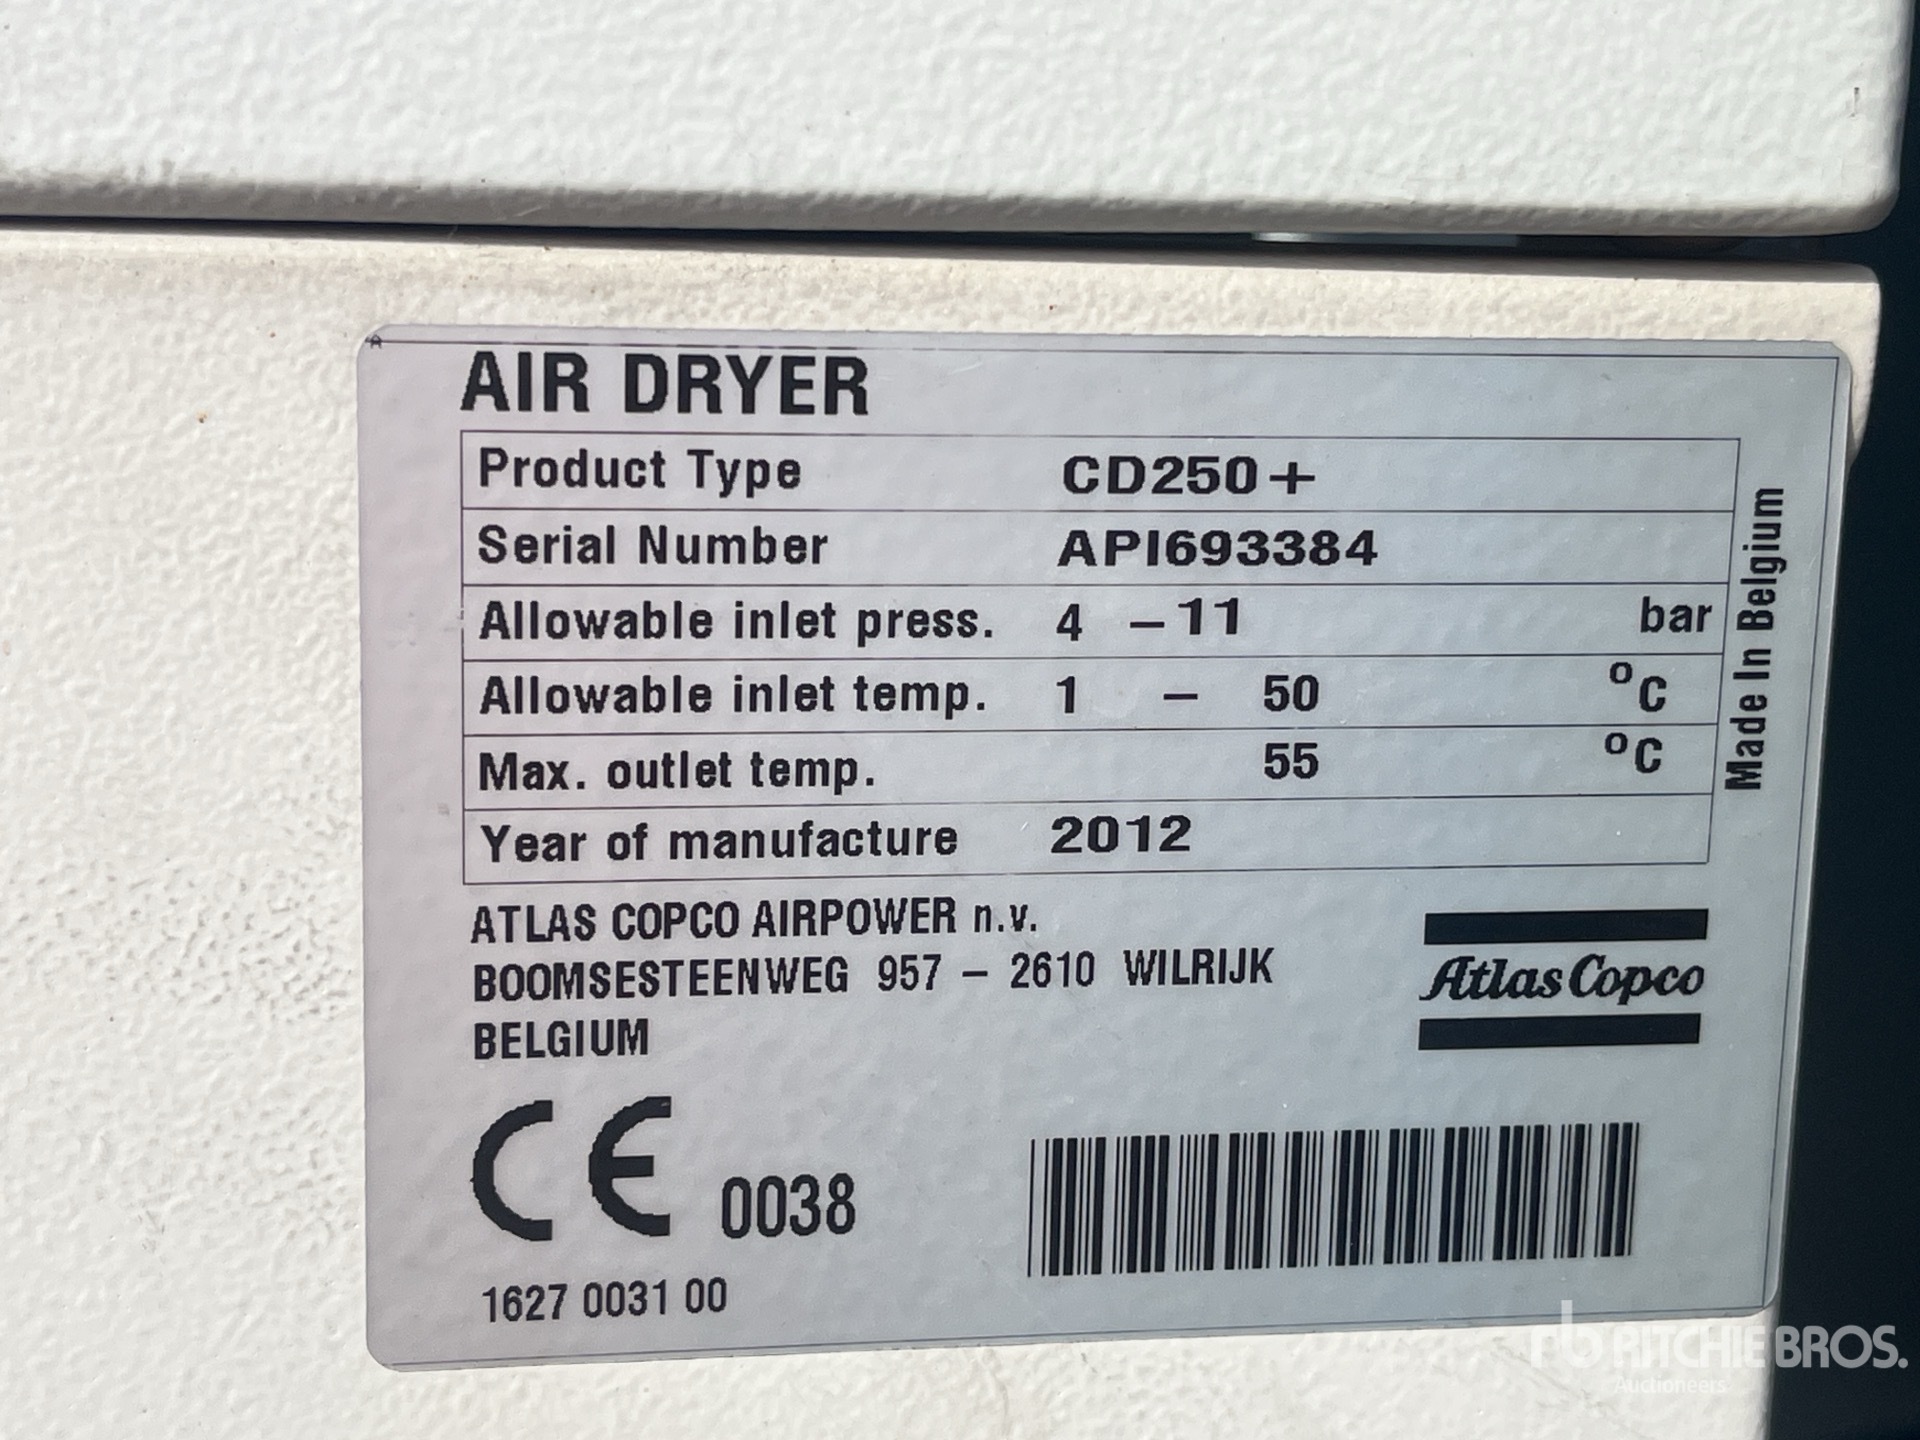 AIR DRYER
Product Type CD250+
Serial Number API693384
Allowable inlet press. 4 – 11 bar
Allowable inlet temp. 1 – 50 °C
Max. outlet temp. 55 °C
Year of manufacture 2012
Made In Belgium
ATLAS COPCO AIRPOWER n.v.
BOOMSESTEENWEG 957 – 2610 WILRIJK
BELGIUM
Atlas Copco
CE 0038
1627 0031 00
rb RITCHIE BROS.
Auctioneers